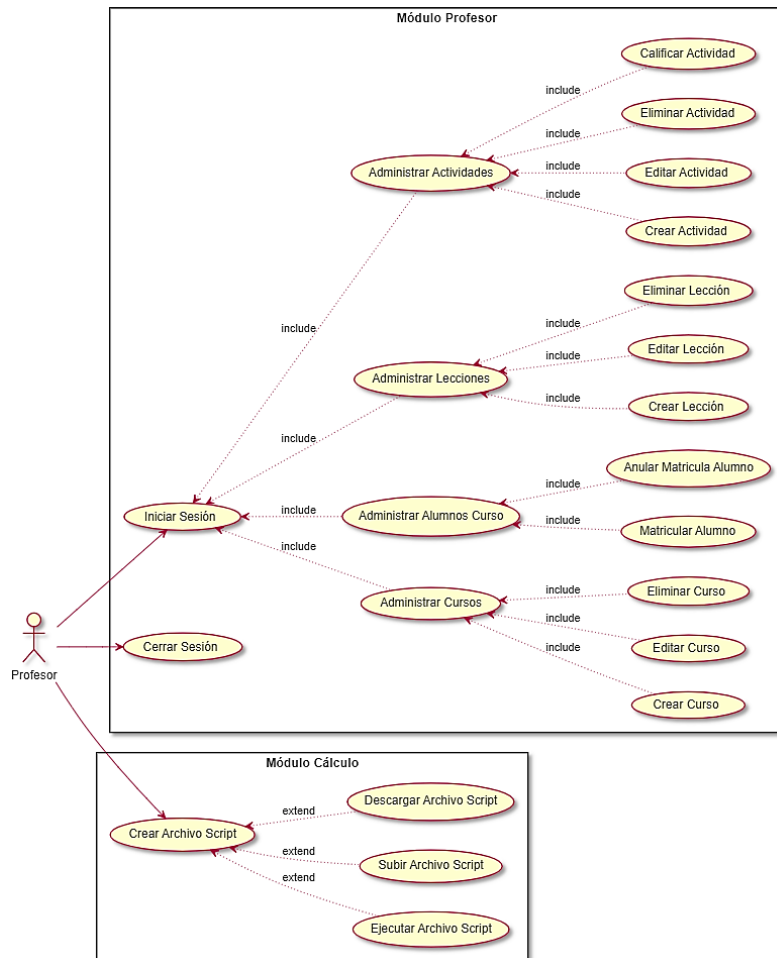 Módulo Profesor
Calificar Actividad
include
Eliminar Actividad
include
Administrar Actividades
include
Editar Actividad
include
Crear Actividad
Eliminar Lección
include
include
Editar Lección
include
Administrar Lecciones
include
Crear Lección
include
Anular Matricula Alumno
include
Iniciar Sesión
include
Administrar Alumnos Curso
include
Matricular Alumno
include
Administrar Cursos
include
Eliminar Curso
include
Cerrar Sesión
Editar Curso
include
Profesor
Crear Curso
Módulo Cálculo
Descargar Archivo Script
extend
Crear Archivo Script
extend
Subir Archivo Script
extend
Ejecutar Archivo Script